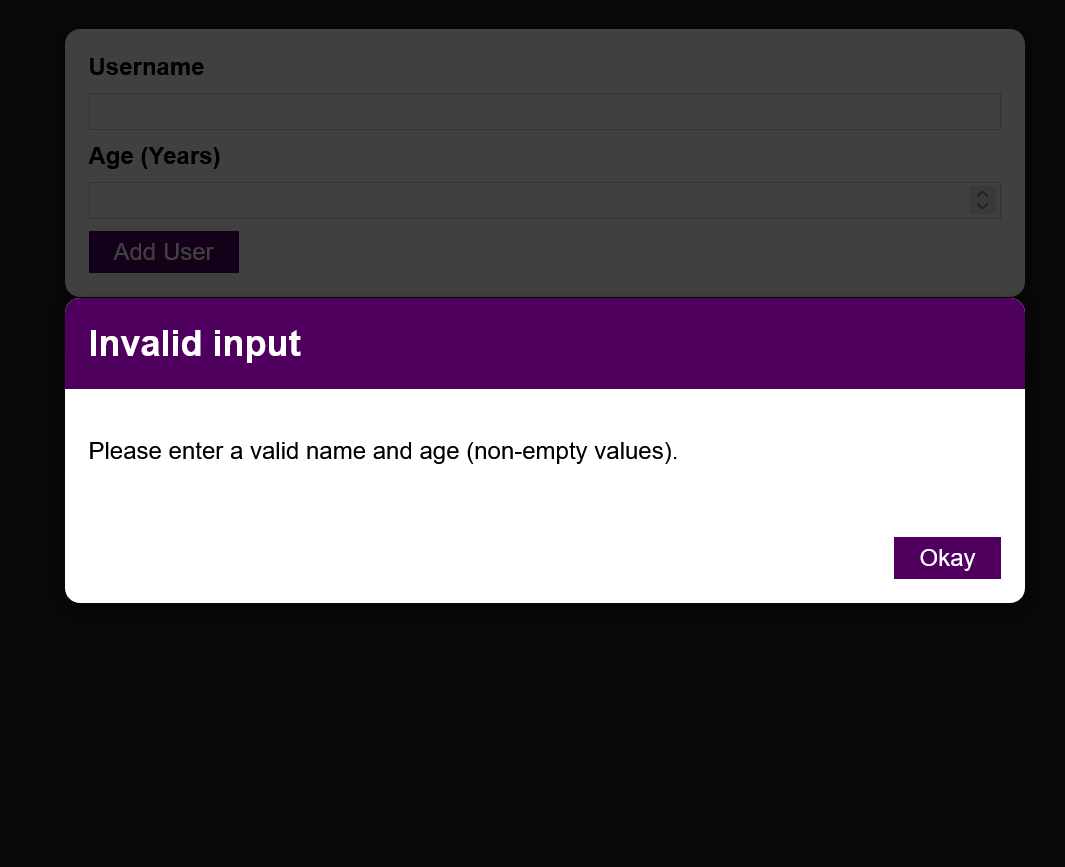 Username
Age (Years)
Add User
Invalid input
Please enter a valid name and age (non-empty values).
Okay